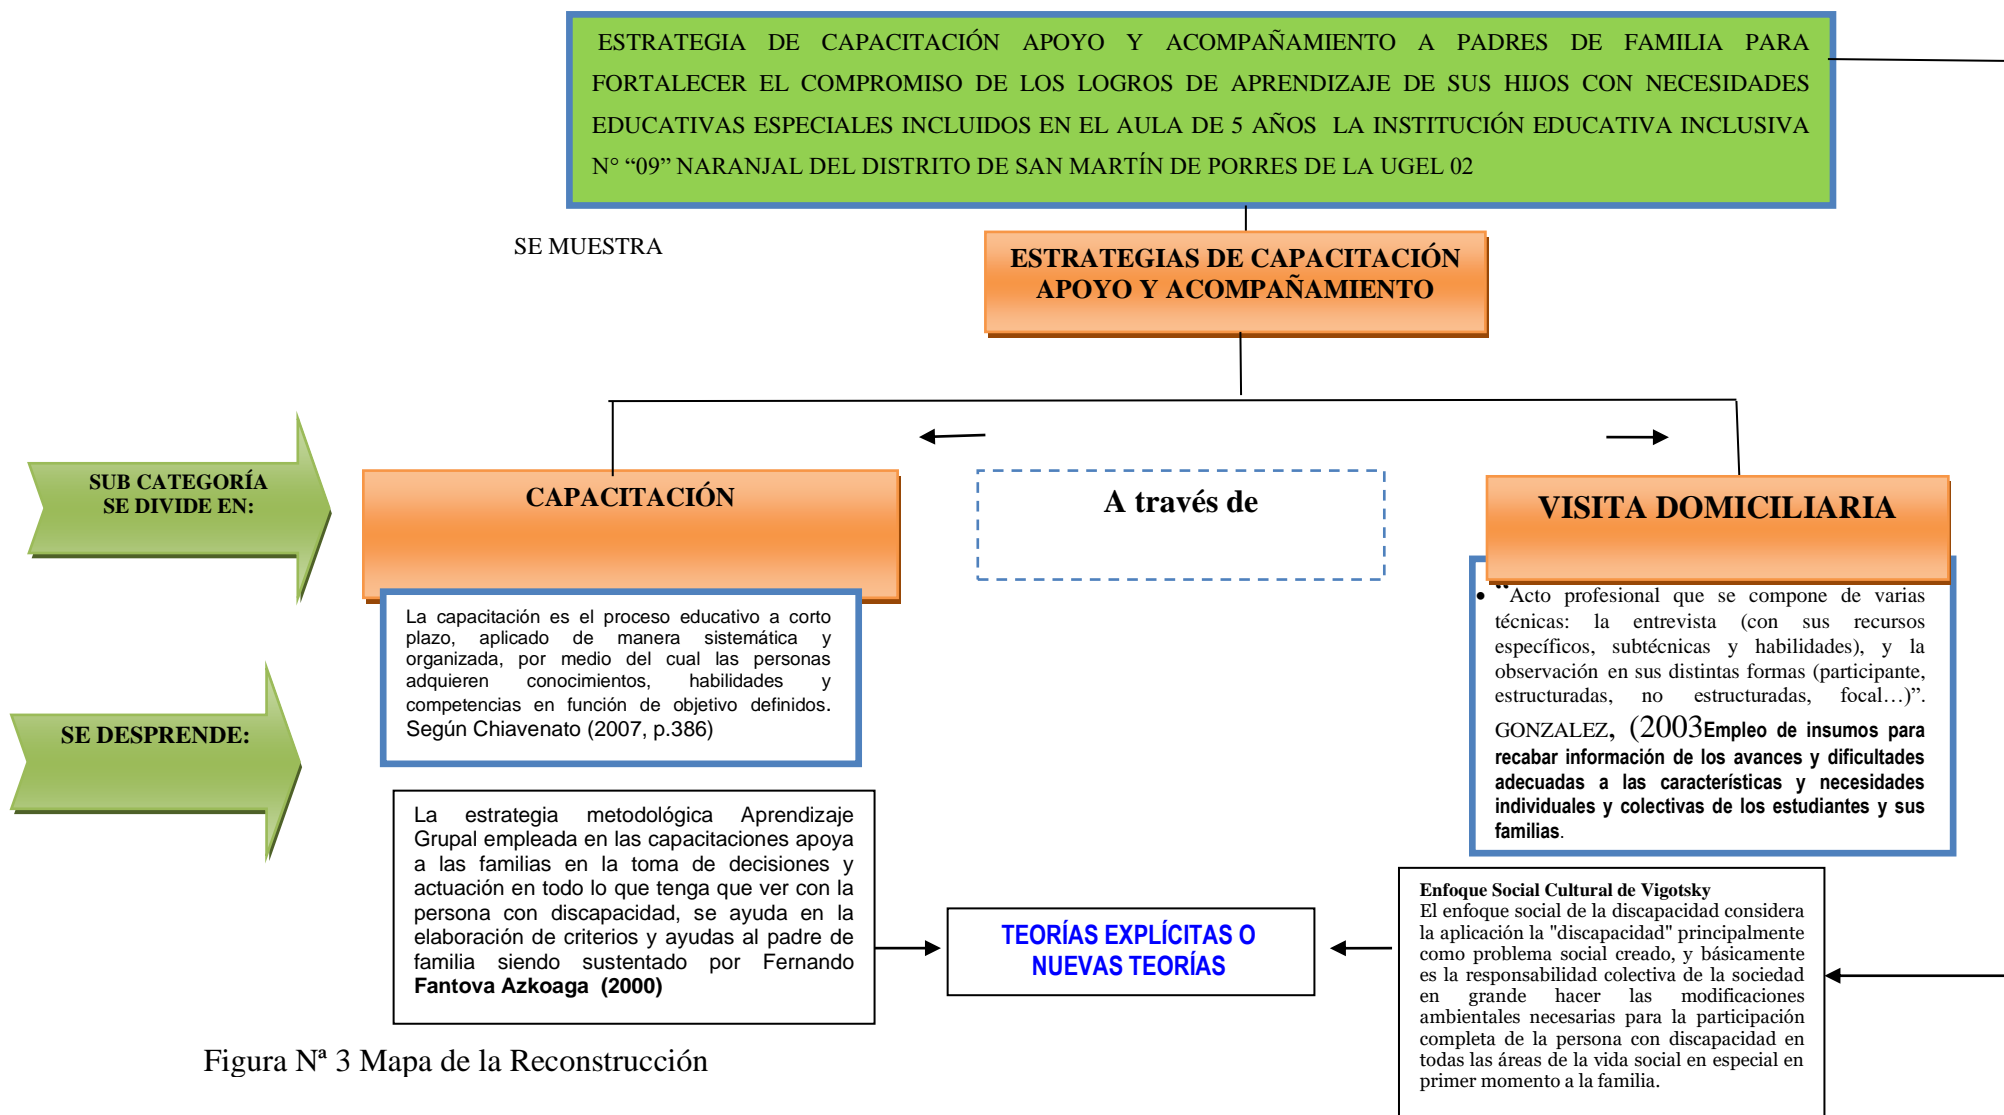 ESTRATEGIA DE CAPACITACIÓN APOYO Y ACOMPAÑAMIENTO A PADRES DE FAMILIA PARA
FORTALECER EL COMPROMISO DE LOS LOGROS DE APRENDIZAJE DE SUS HIJOS CON NECESIDADES
EDUCATIVAS ESPECIALES INCLUIDOS EN EL AULA DE 5 AÑOS LA INSTITUCIÓN EDUCATIVA INCLUSIVA
N° “09” NARANJAL DEL DISTRITO DE SAN MARTÍN DE PORRES DE LA UGEL 02
SE MUESTRA
ESTRATEGIAS DE CAPACITACIÓN
APOYO Y ACOMPAÑAMIENTO
SUB CATEGORÍA
SE DIVIDE EN:
CAPACITACIÓN
A través de
VISITA DOMICILIARIA
La capacitación es el proceso educativo a corto
plazo, aplicado de manera sistemática y
organizada, por medio del cual las personas
adquieren conocimientos, habilidades y
competencias en función de objetivo definidos.
Según Chiavenato (2007, p.386)
• “Acto profesional que se compone de varias
técnicas: la entrevista (con sus recursos
específicos, subtécnicas y habilidades), y la
observación en sus distintas formas (participante,
estructuradas, no estructuradas, focal…)”.
GONZALEZ, (2003Empleo de insumos para
recabar información de los avances y dificultades
adecuadas a las características y necesidades
individuales y colectivas de los estudiantes y sus
familias.
SE DESPRENDE:
La estrategia metodológica Aprendizaje
Grupal empleada en las capacitaciones apoya
a las familias en la toma de decisiones y
actuación en todo lo que tenga que ver con la
persona con discapacidad, se ayuda en la
elaboración de criterios y ayudas al padre de
familia siendo sustentado por Fernando
Fantova Azkoaga (2000)
TEORÍAS EXPLÍCITAS O
NUEVAS TEORÍAS
Enfoque Social Cultural de Vigotsky
El enfoque social de la discapacidad considera
la aplicación la "discapacidad" principalmente
como problema social creado, y básicamente
es la responsabilidad colectiva de la sociedad
en grande hacer las modificaciones
ambientales necesarias para la participación
completa de la persona con discapacidad en
todas las áreas de la vida social en especial en
primer momento a la familia.
Figura Nª 3 Mapa de la Reconstrucción